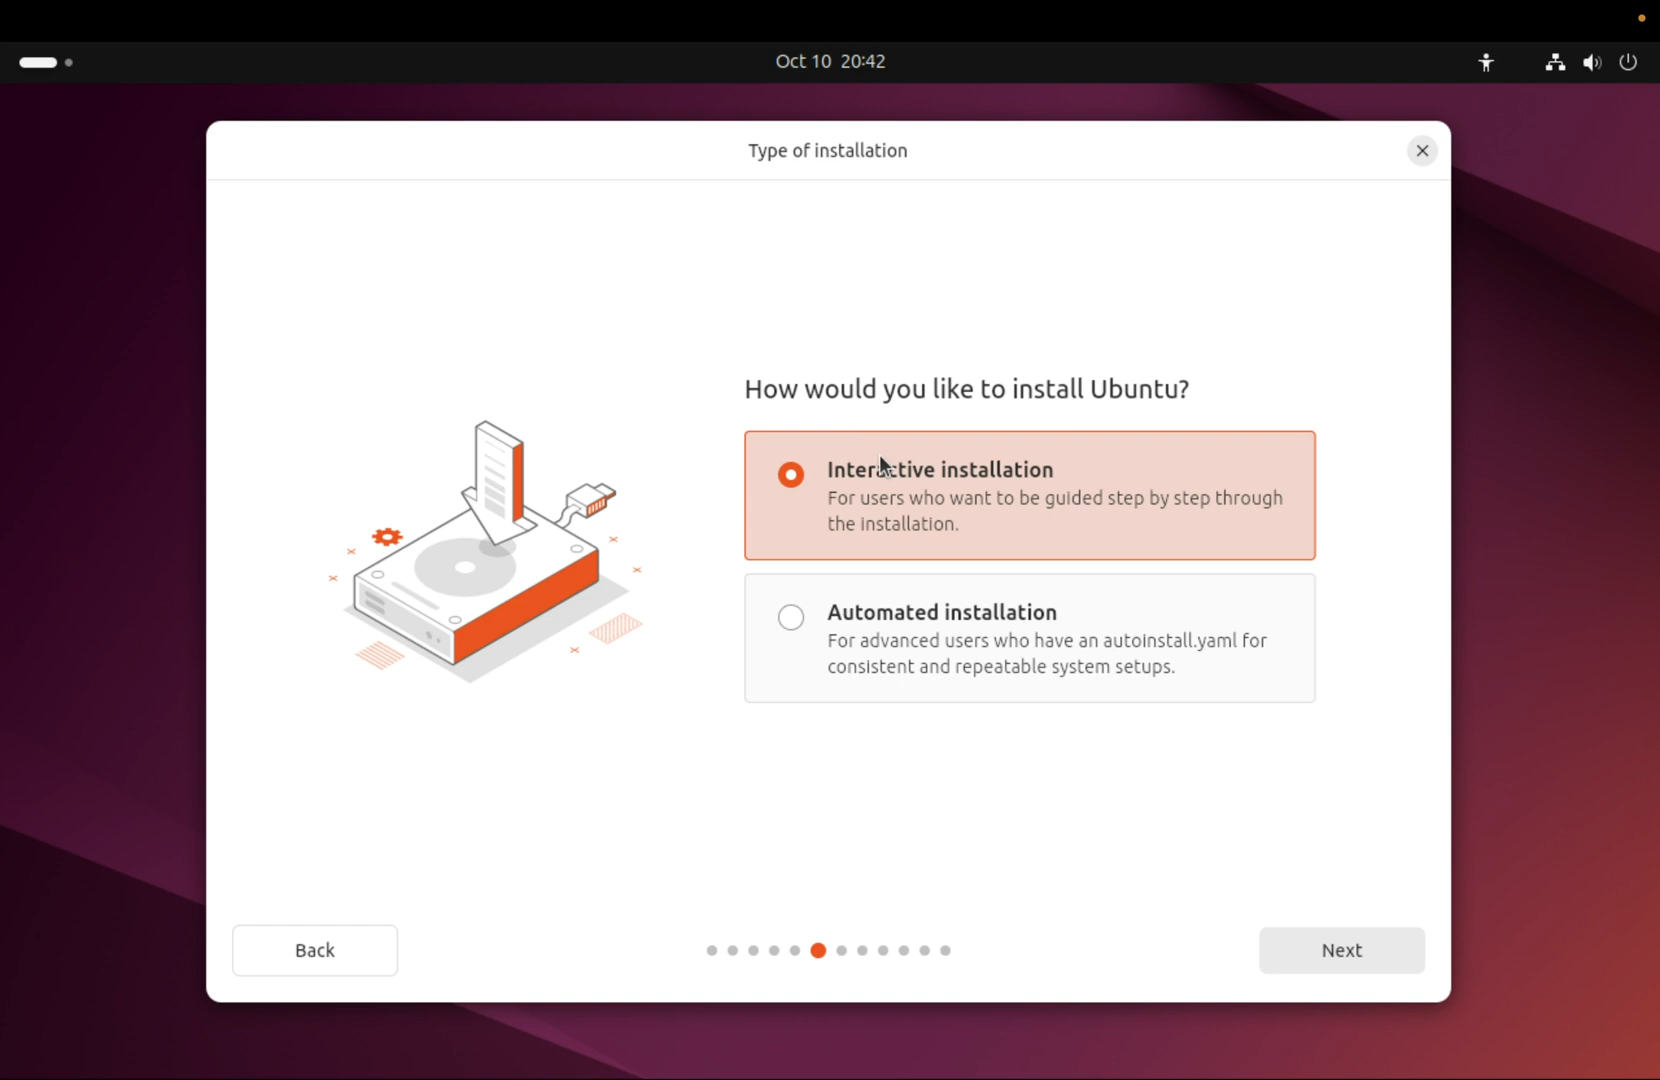 Oct 10 20:42
Type of installation
How would you like to install Ubuntu?
Interactive installation
For users who want to be guided step by step through
the installation.
Automated installation
For advanced users who have an autoinstall.yaml for
consistent and repeatable system setups.
Back
Next